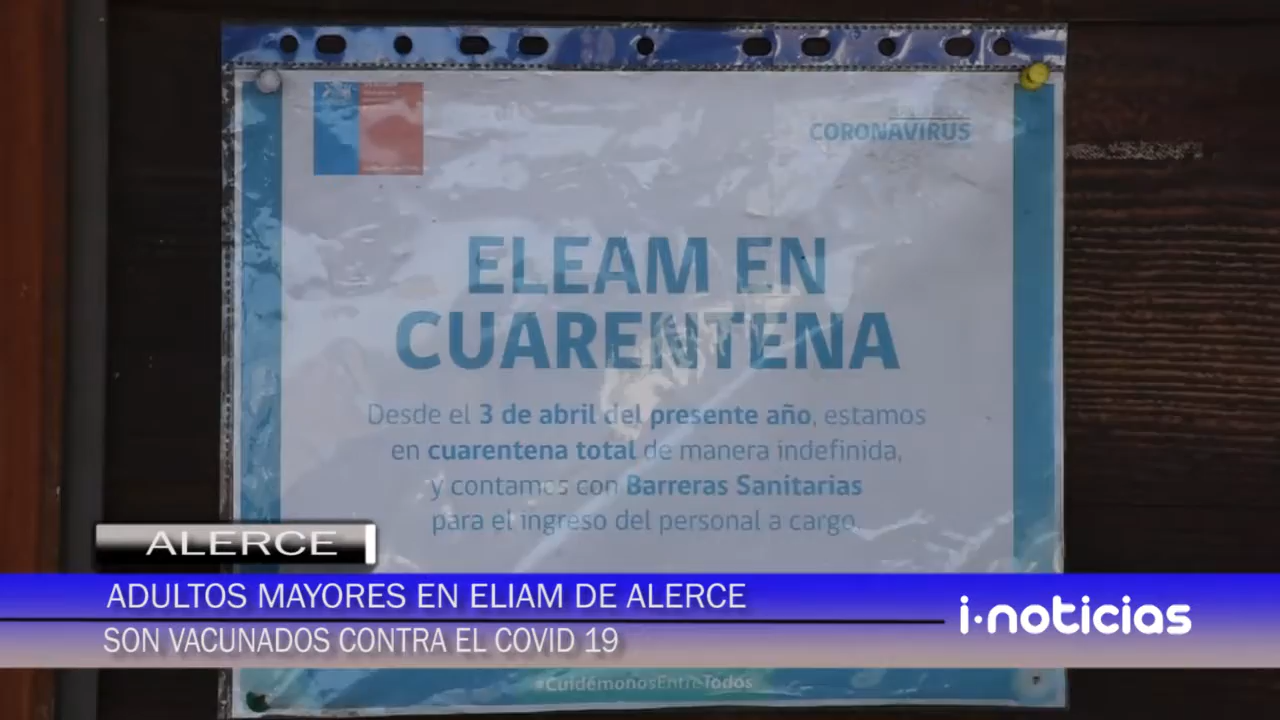 CORONAVIRUS
ELEAM EN
CUARENTENA
Desde el 3 de abril del presente año, estamos
en cuarentena total de manera indefinida,
y contamos con Barreras Sanitarias
para el ingreso del personal a cargo.
ALERCE
ADULTOS MAYORES EN ELIAM DE ALERCE
SON VACUNADOS CONTRA EL COVID 19
i·noticias
#CuidémonosEntreTodos